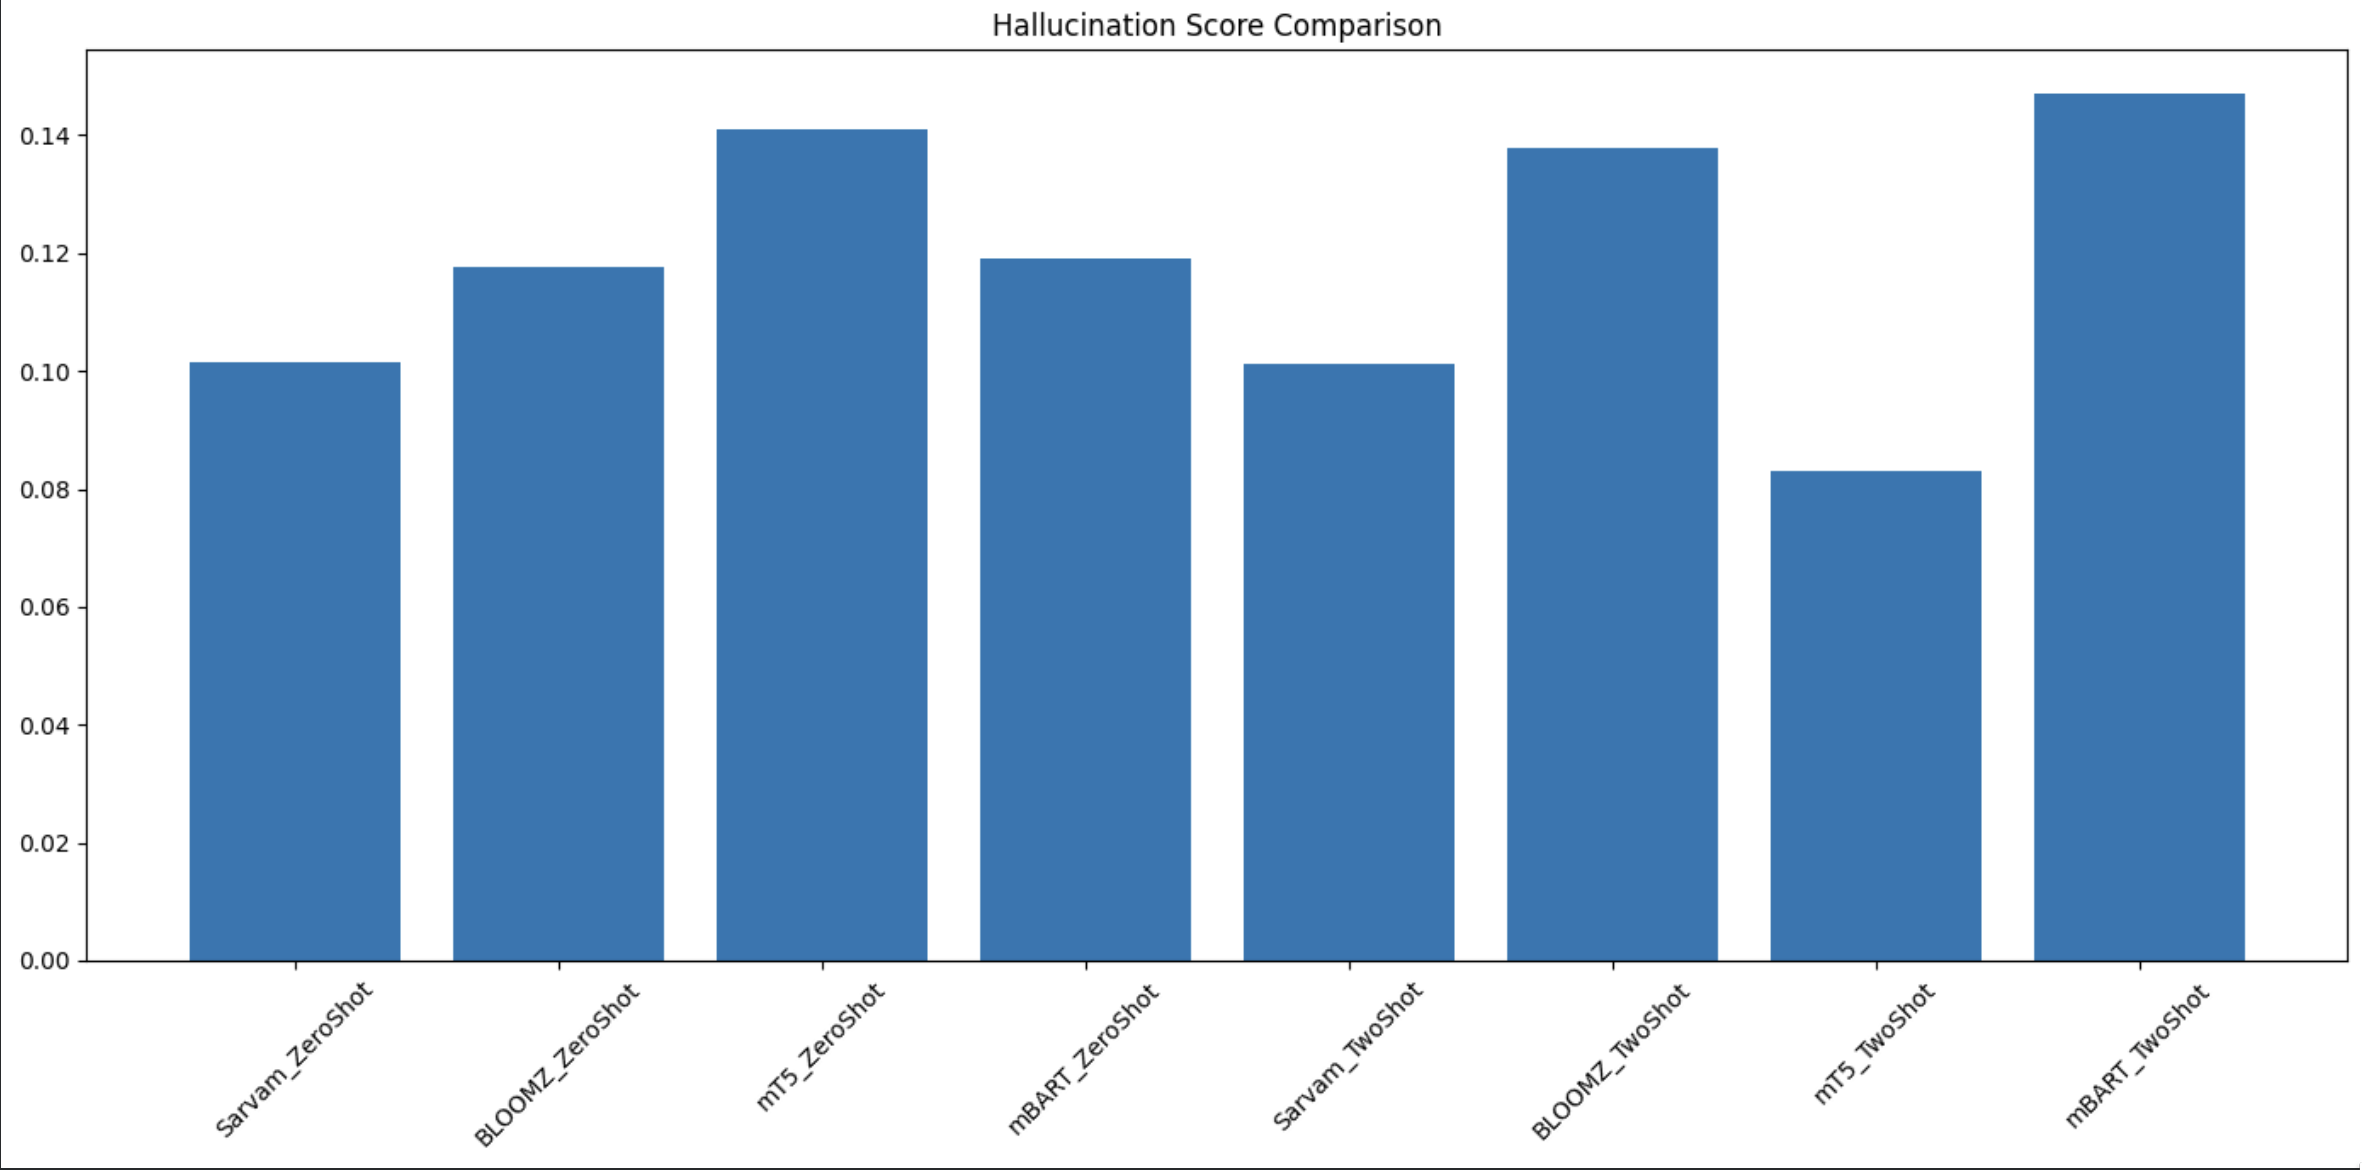 Hallucination Score Comparison
0.14
0.12
0.10
0.08
0.06
0.04
0.02
0.00
Sarvam_ZeroShot
BLOOMZ_ZeroShot
mT5_ZeroShot
mBART_ZeroShot
Sarvam_TwoShot
BLOOMZ_TwoShot
mT5_TwoShot
mBART_TwoShot